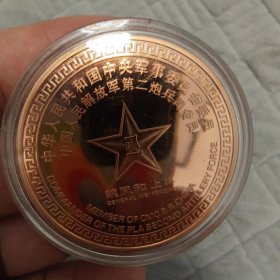 中华人民共和国中央军事委员会委员
中国人民解放军第二炮兵司令员
八一
魏凤和上将
GENERAL WEI FENGHE
MEMBER OF CMC P.R.CHINA
COMMANDER OF THE PLA SECOND ARTILLERY FORCE